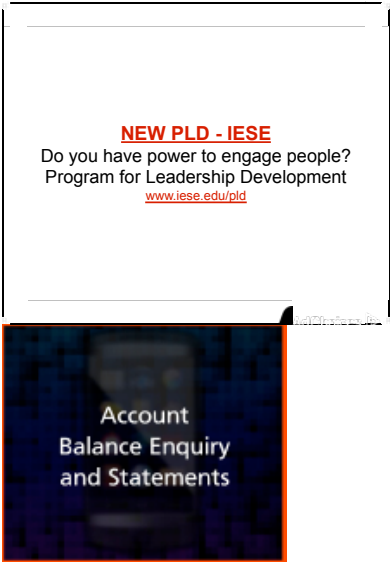 NEW PLD - IESE
Do you have power to engage people?
Program for Leadership Development
www.iese.edu/pld
AdChoices
Account
Balance Enquiry
and Statements